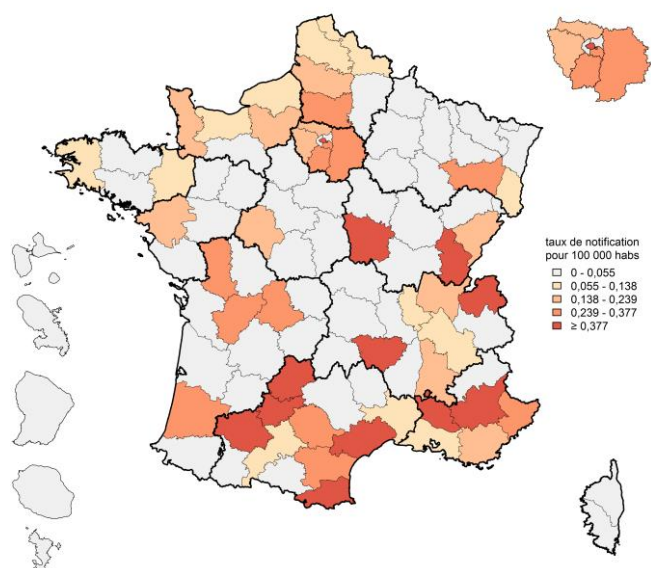 taux de notification
pour 100 000 habs
0 - 0,055
0,055 - 0,138
0,138 - 0,239
0,239 - 0,377
≥ 0,377